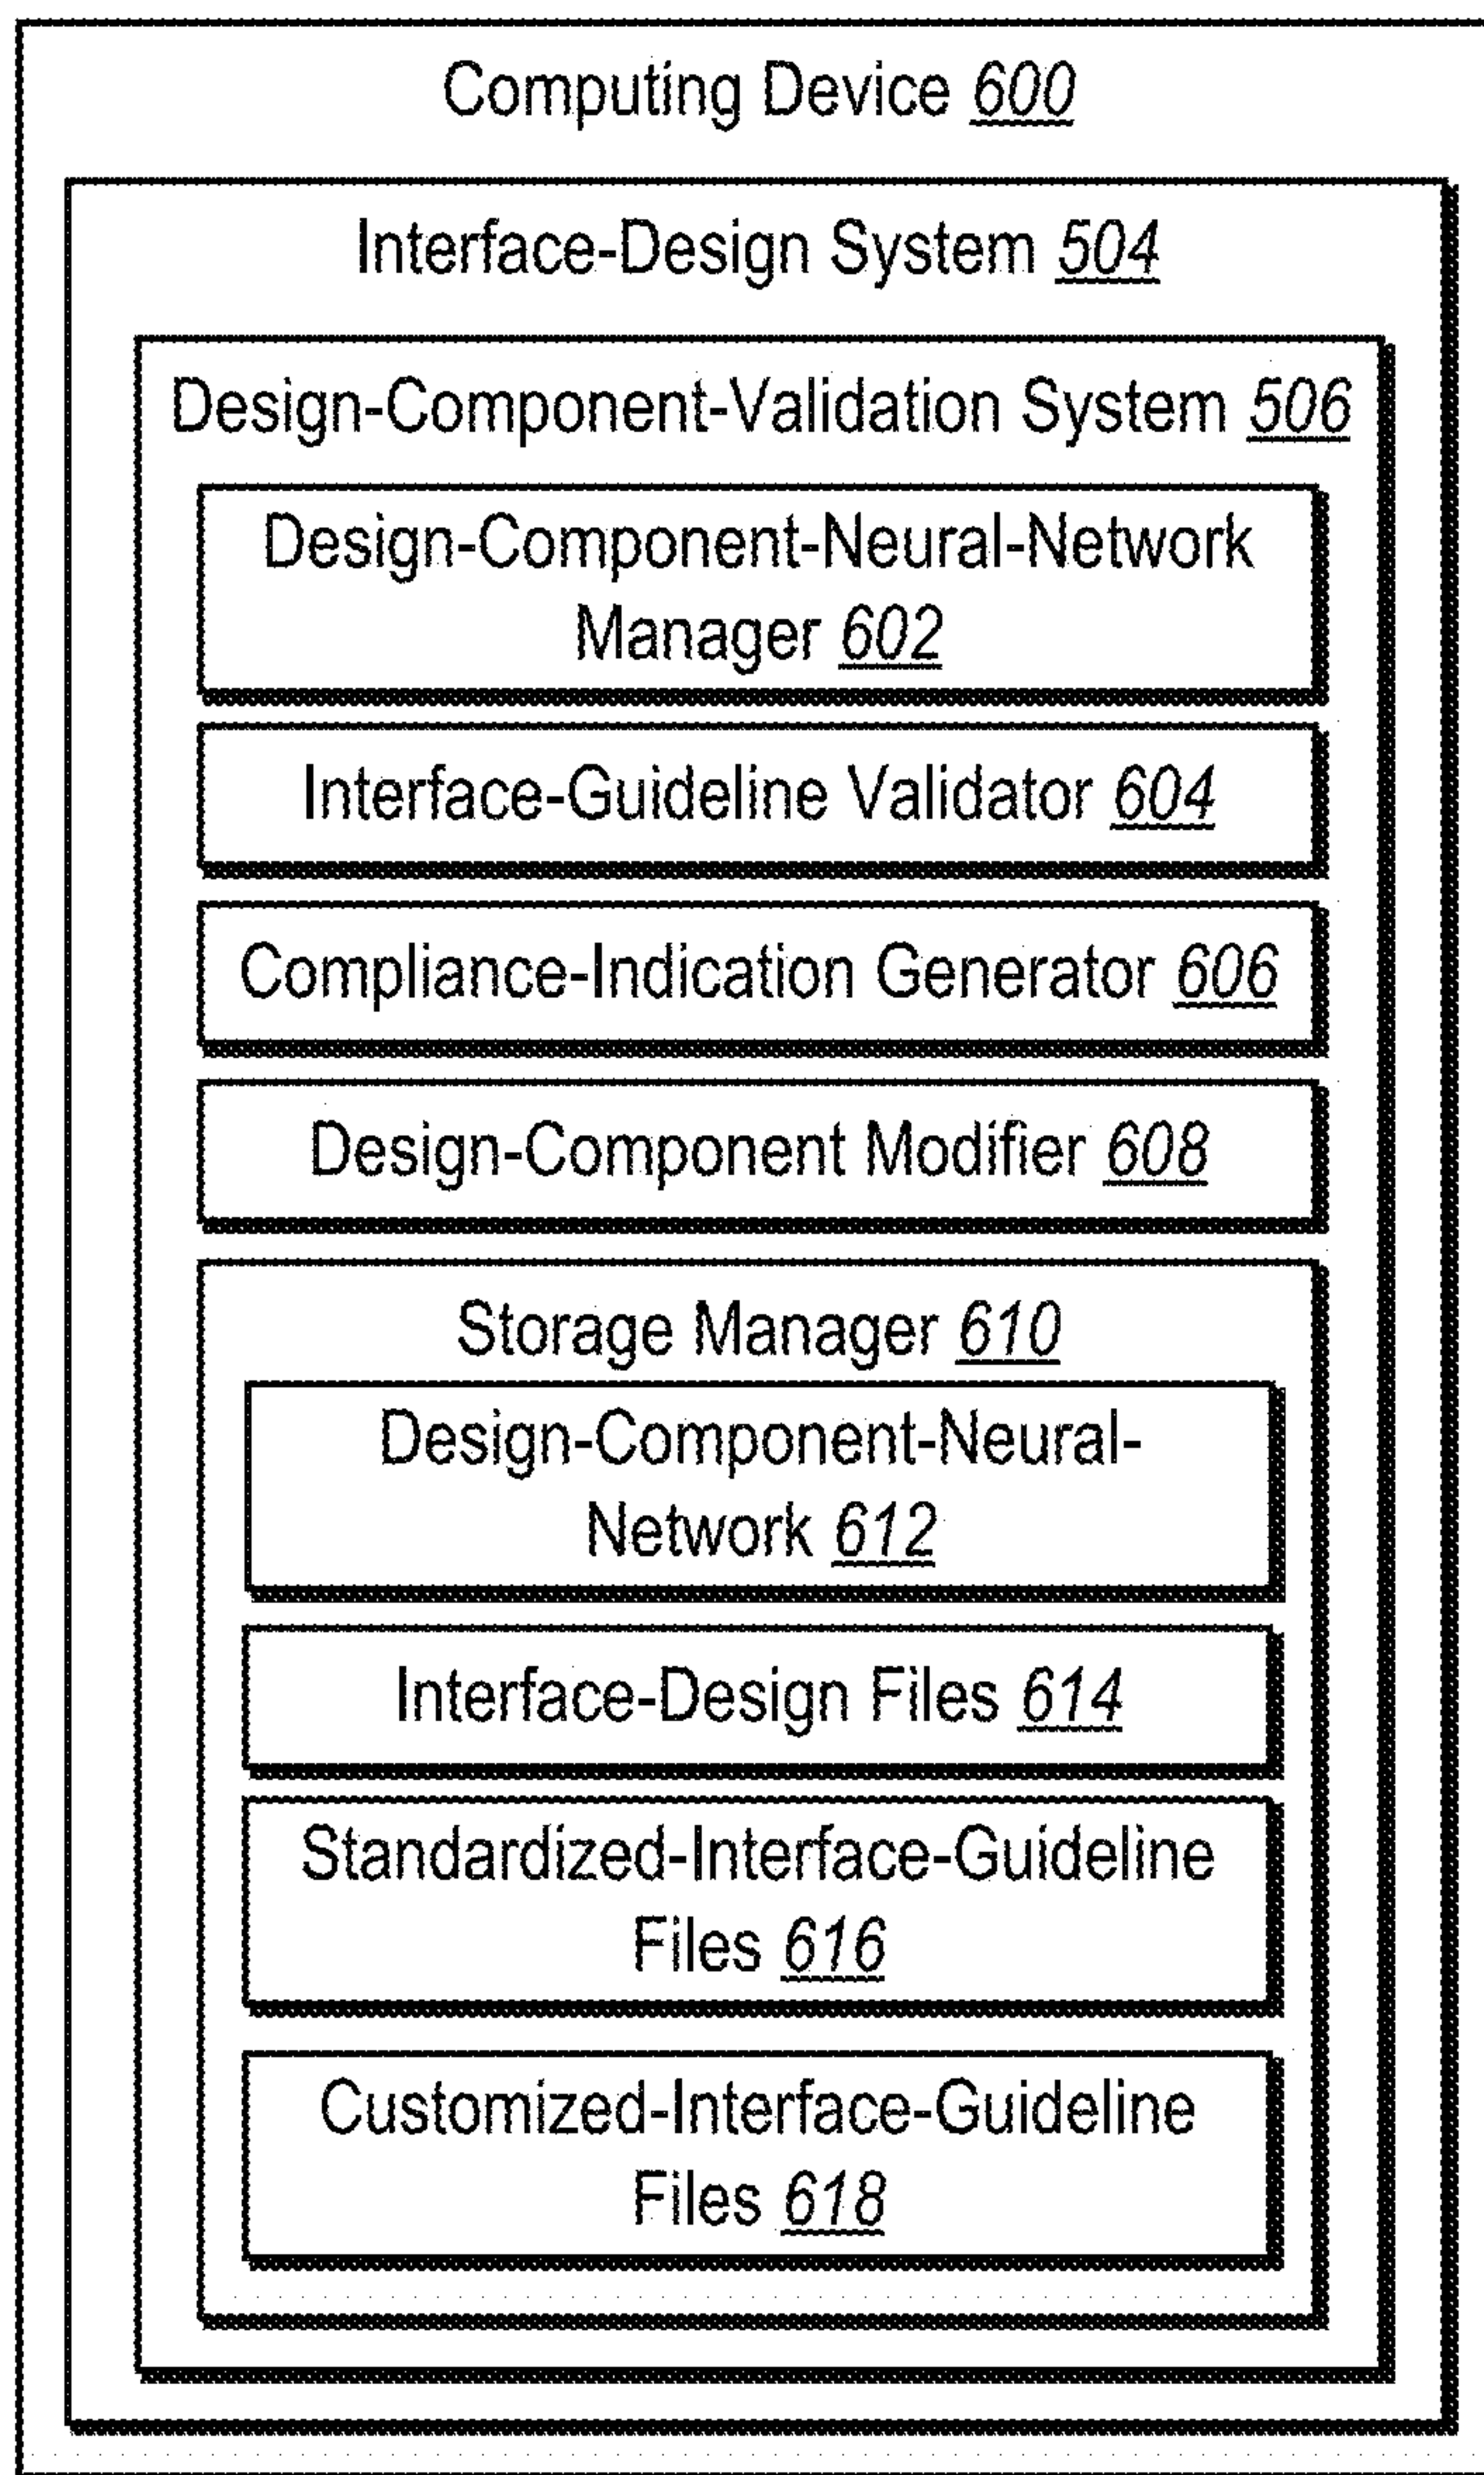 Computing Device 600
Interface-Design System 504
Design-Component-Validation System 506
Design-Component-Neural-Network
Manager 602
Interface-Guideline Validator 604
Compliance-Indication Generator 606
Design-Component Modifier 608
Storage Manager 610
Design-Component-Neural-
Network 612
Interface-Design Files 614
Standardized-Interface-Guideline
Files 616
Customized-Interface-Guideline
Files 618